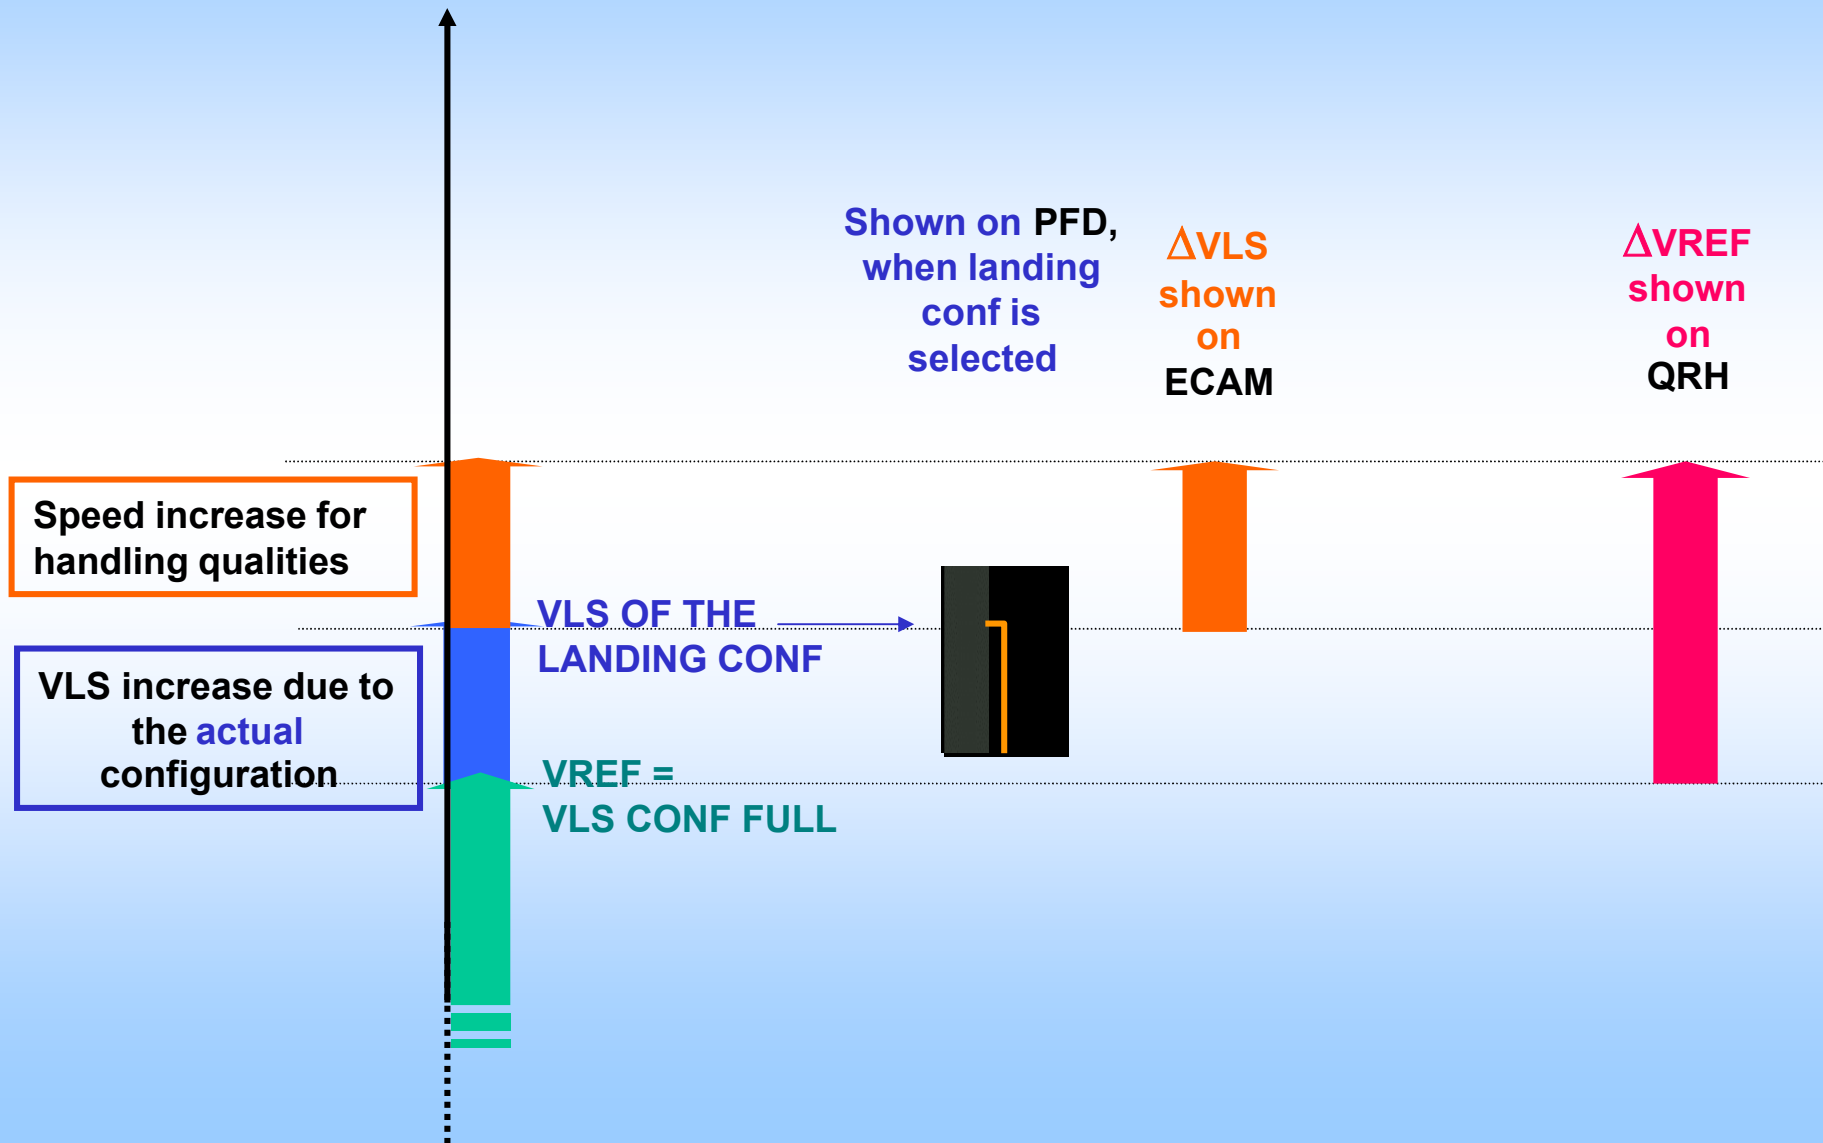 Shown on PFD,
when landing
conf is
selected
ΔVLS
shown
on
ECAM
ΔVREF
shown
on
QRH
Speed increase for
handling qualities
VLS OF THE
LANDING CONF
VLS increase due to
the actual
configuration
VREF =
VLS CONF FULL